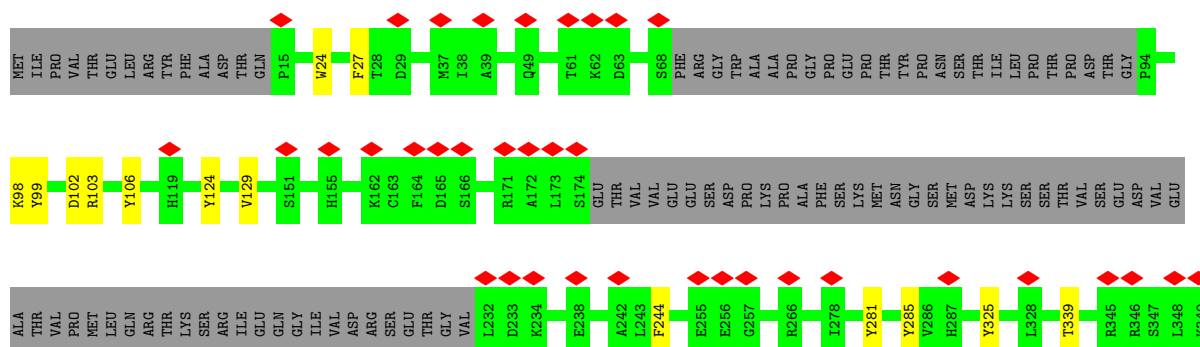 MET ILE PRO VAL THR GLU LEU ARG TYR PHE ALA ASP THR GLN P15 W24 F27 T28 D29 M37 I38 A39 Q49 T61 K62 D63 S68 PHE ARG GLY TRP ALA ALA PRO GLY PRO GLU PRO THR TYR PRO ASN SER THR ILE LEU PRO THR PRO ASP THR GLY P94
K98 Y99 D102 R103 Y106 H119 Y124 V129 S151 H155 K162 C163 F164 D165 S166 R171 A172 L173 S174 GLU THR VAL VAL GLU GLU SER ASP PRO LYS PRO ALA PHE SER LYS MET ASN GLY SER MET ASP LYS LYS SER SER THR VAL SER GLU ASP VAL GLU
ALA THR VAL PRO MET LEU GLN ARG THR LYS SER ARG ILE GLU GLN GLY ILE VAL ASP ARG SER GLU THR GLY VAL L232 D233 K234 E238 A242 L243 F244 E255 E256 G257 R266 I278 Y281 Y285 V286 H287 Y325 L328 T339 R345 R346 S347 L348